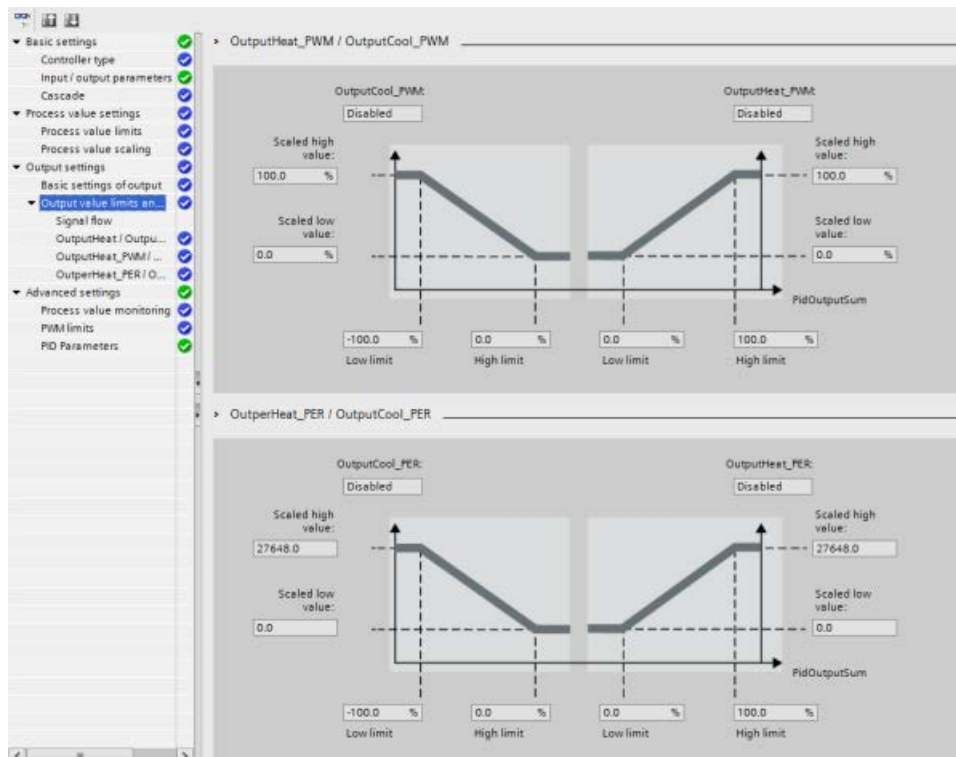 Basic settings
Controller type
Input / output parameters
Cascade
Process value settings
Process value limits
Process value scaling
Output settings
Basic settings of output
Output value limits an...
Signal flow
OutputHeat / Outpu...
OutputHeat_PWM / ...
OutperHeat_PER / O...
Advanced settings
Process value monitoring
PWM limits
PID Parameters
OutputHeat_PWM / OutputCool_PWM
OutputCool_PWM:
Disabled
OutputHeat_PWM:
Disabled
Scaled high
value:
100.0 %
Scaled high
value:
100.0 %
Scaled low
value:
0.0 %
Scaled low
value:
0.0 %
PidOutputSum
-100.0 %
0.0 %
0.0 %
100.0 %
Low limit
High limit
Low limit
High limit
OutperHeat_PER / OutputCool_PER
OutputCool_PER:
Disabled
OutputHeat_PER:
Disabled
Scaled high
value:
27648.0
Scaled high
value:
27648.0
Scaled low
value:
0.0
Scaled low
value:
0.0
PidOutputSum
-100.0 %
0.0 %
0.0 %
100.0 %
Low limit
High limit
Low limit
High limit